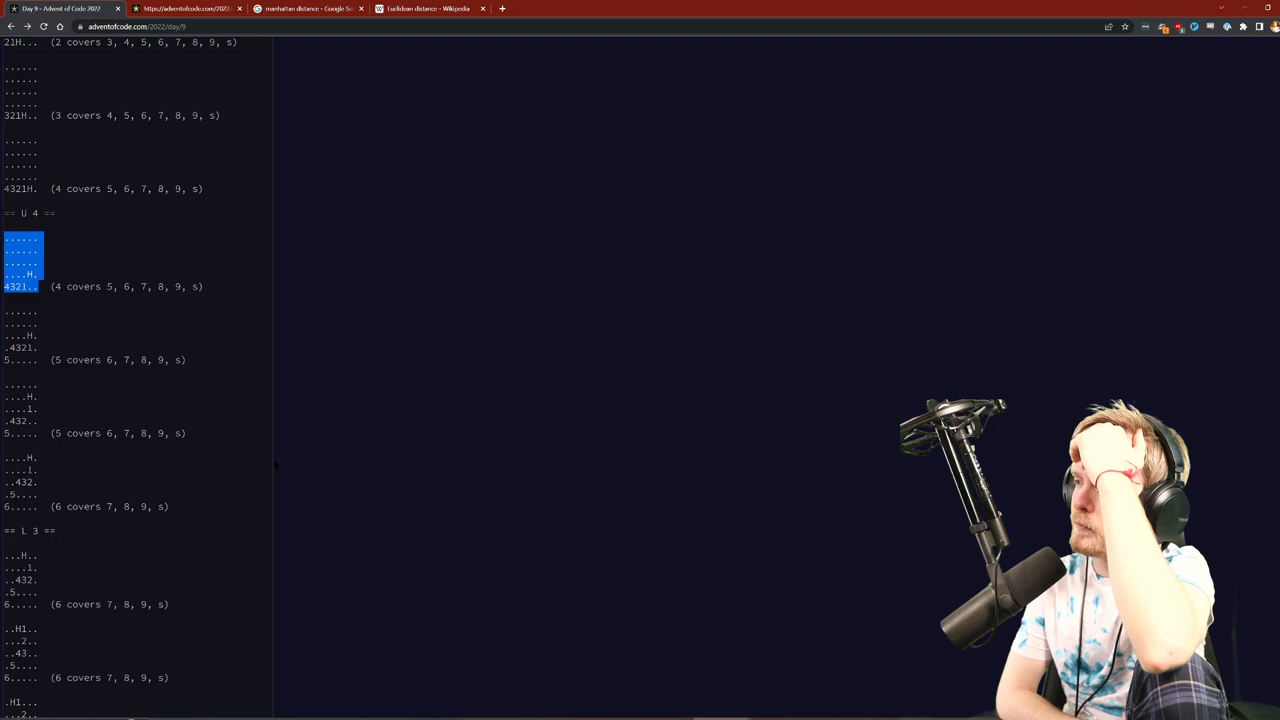 Day 9 - Advent of Code 2022
https://adventofcode.com/2022/
manhattan distance - Google Se
Euclidean distance - Wikipedia
adventofcode.com/2022/day/9
21H... (2 covers 3, 4, 5, 6, 7, 8, 9, s)
......
......
......
......
321H.. (3 covers 4, 5, 6, 7, 8, 9, s)
......
......
......
......
4321H. (4 covers 5, 6, 7, 8, 9, s)
== U 4 ==
......
......
......
....H.
4321.. (4 covers 5, 6, 7, 8, 9, s)
......
......
....H.
.4321.
5..... (5 covers 6, 7, 8, 9, s)
......
....H.
....1.
.432..
5..... (5 covers 6, 7, 8, 9, s)
....H.
....1.
..432.
.5....
6..... (6 covers 7, 8, 9, s)
== L 3 ==
...H..
....1.
..432.
.5....
6..... (6 covers 7, 8, 9, s)
..H1..
...2..
..43..
.5....
6..... (6 covers 7, 8, 9, s)
.H1...
...2..